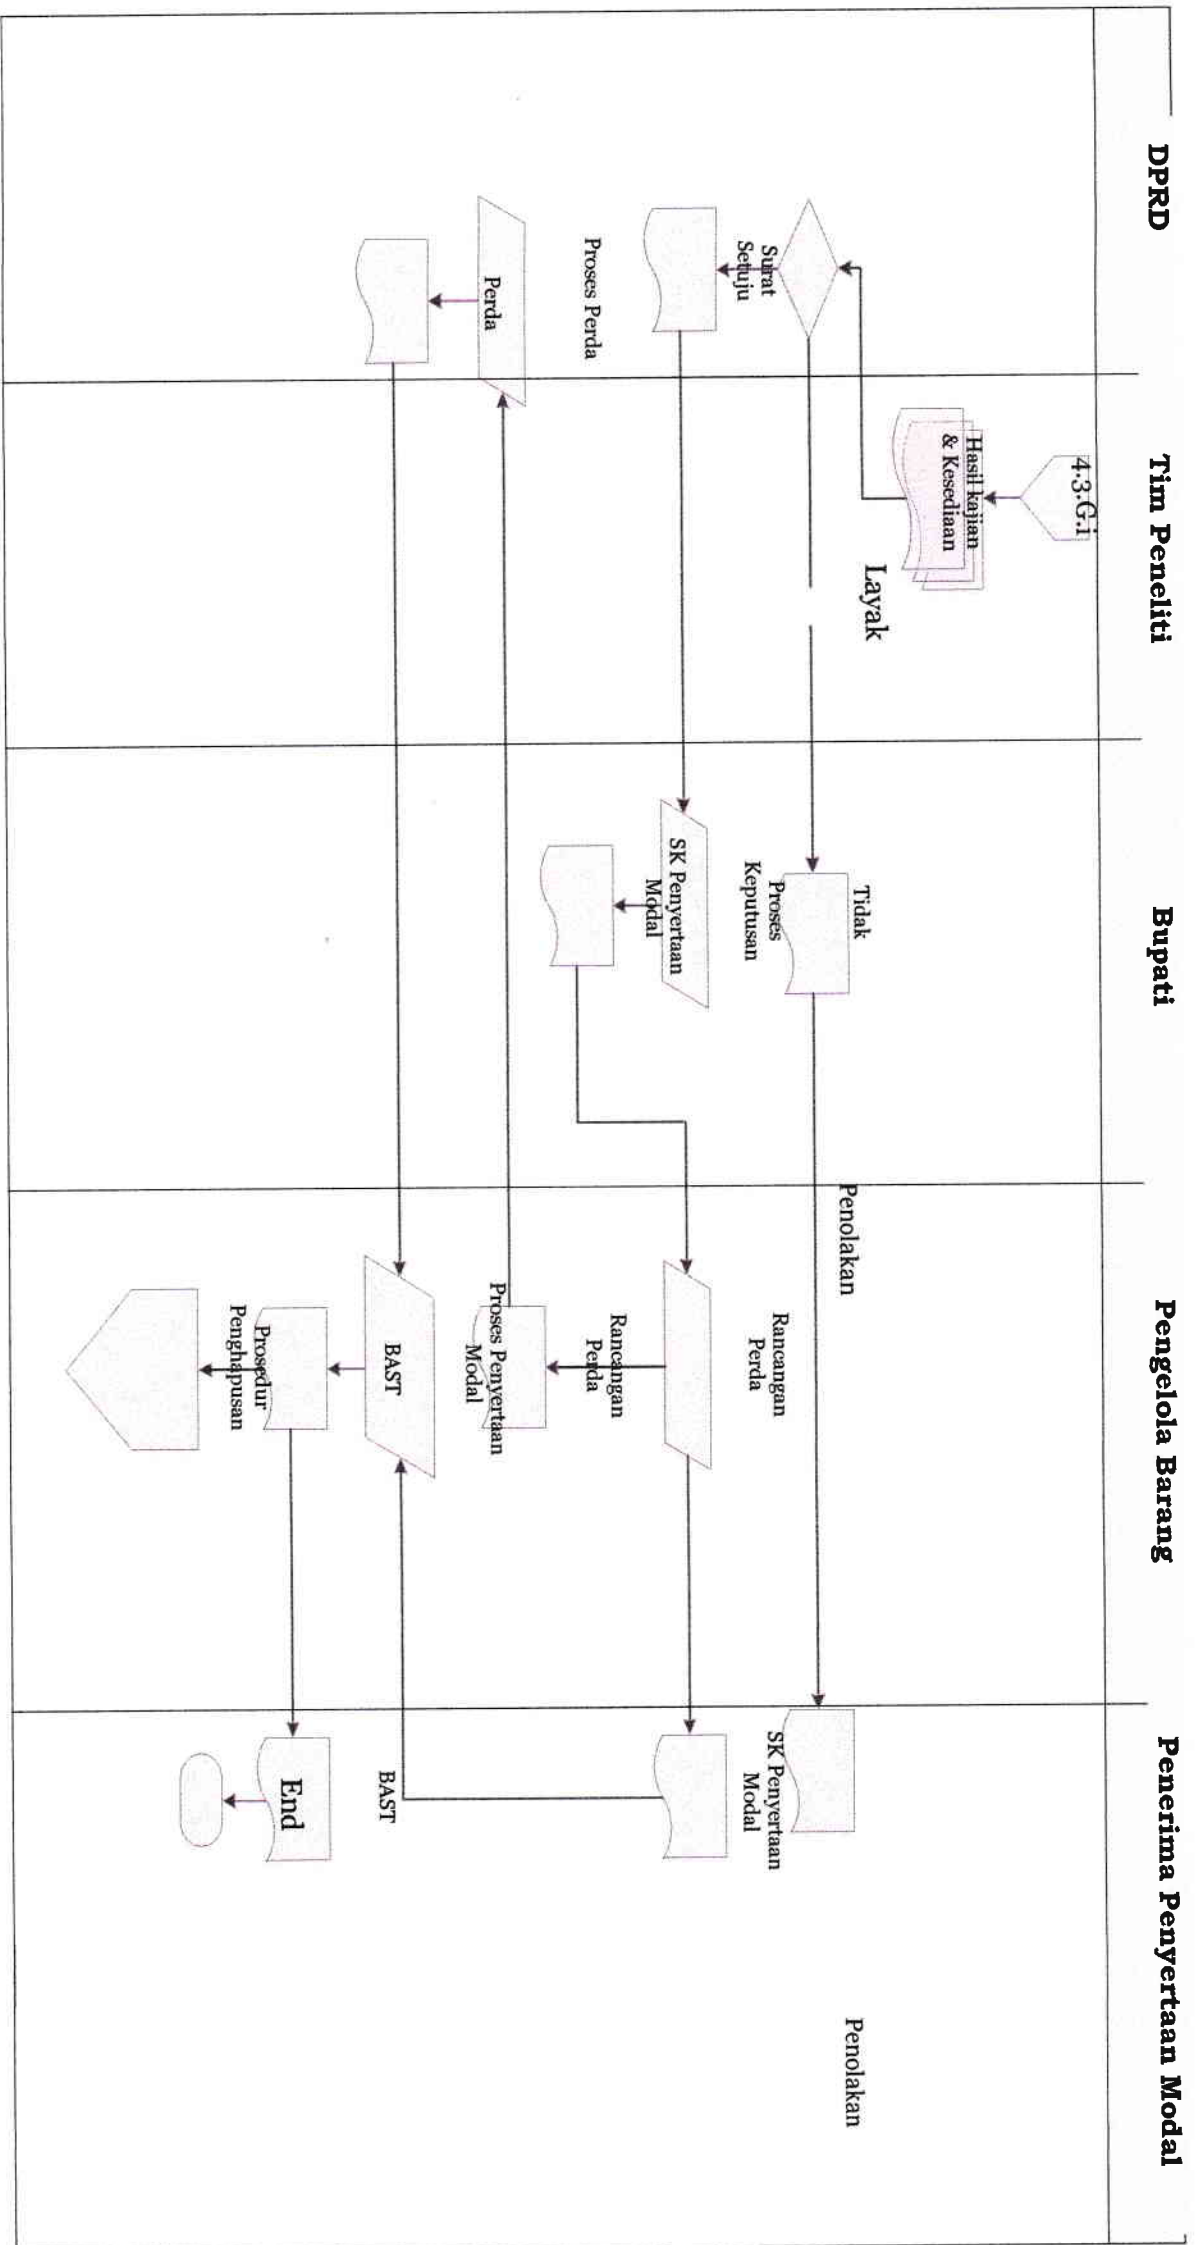 DPRD
Tim Peneliti
Bupati
Pengelola Barang
Penerima Penyertaan Modal
4.3.G.i
Hasil kajian
& Kesediaan
Layak
Tidak
Penolakan
Penolakan
Surat
Setuju
Proses
Keputusan
Rancangan
Perda
SK Penyertaan
Modal
SK Penyertaan
Modal
Proses Perda
Rancangan
Perda
Perda
Proses Penyertaan
Modal
BAST
BAST
Prosedur
Penghapusan
End